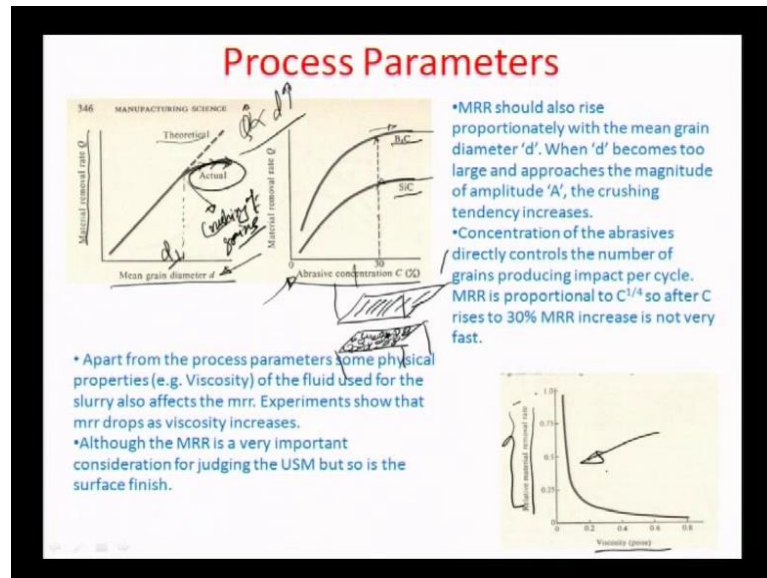 Process Parameters
346 MANUFACTURING SCIENCE
Material removal rate Q
Theoretical
Actual
Q ∝ d
Crushing of
grains
d
Mean grain diameter d
Material removal rate Q
B₄C
SiC
0
30
Abrasive concentration C (%)
•MRR should also rise
proportionately with the mean grain
diameter ‘d’. When ‘d’ becomes too
large and approaches the magnitude
of amplitude ‘A’, the crushing
tendency increases.
•Concentration of the abrasives
directly controls the number of
grains producing impact per cycle.
MRR is proportional to C¹/⁴ so after C
rises to 30% MRR increase is not very
fast.
• Apart from the process parameters some physical
properties (e.g. Viscosity) of the fluid used for the
slurry also affects the mrr. Experiments show that
mrr drops as viscosity increases.
•Although the MRR is a very important
consideration for judging the USM but so is the
surface finish.
Relative material removal rate
1.0
0.75
0.5
0.25
0 0.2 0.4 0.6 0.8
Viscosity (poise)